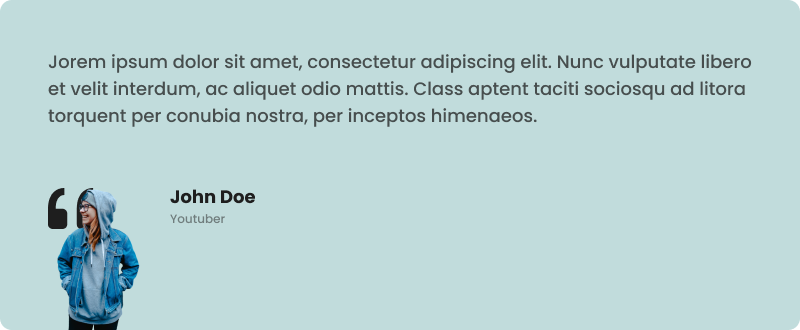 Jorem ipsum dolor sit amet, consectetur adipiscing elit. Nunc vulputate libero
et velit interdum, ac aliquet odio mattis. Class aptent taciti sociosqu ad litora
torquent per conubia nostra, per inceptos himenaeos.
John Doe
Youtuber